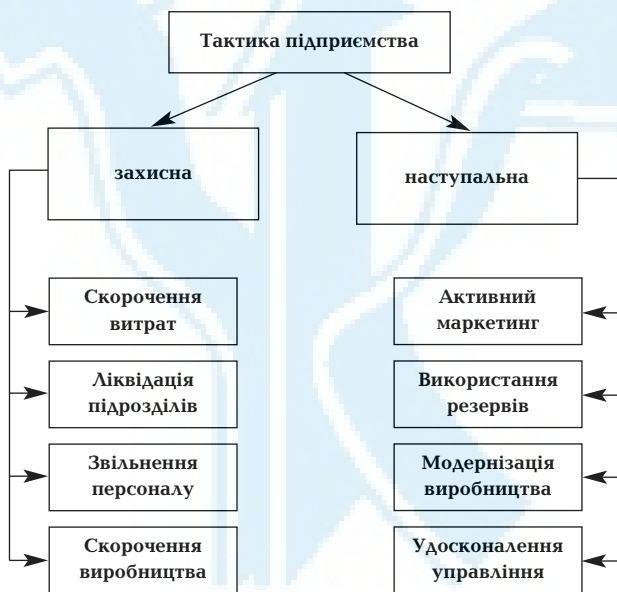 Тактика підприємства
захисна
наступальна
Скорочення
витрат
Ліквідація
підрозділів
Звільнення
персоналу
Скорочення
виробництва
Активний
маркетинг
Використання
резервів
Модернізація
виробництва
Удосконалення
управління